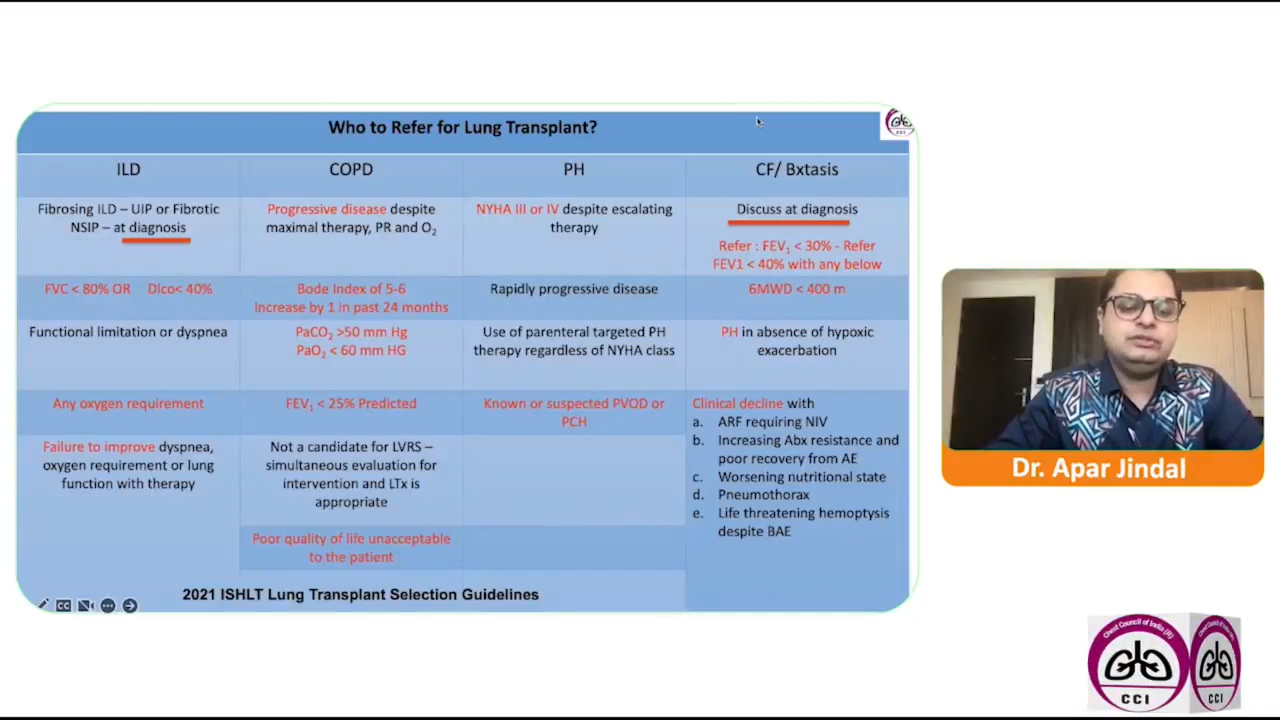 Who to Refer for Lung Transplant?
CCI
ILD
COPD
PH
CF/ Bxtasis
Fibrosing ILD – UIP or Fibrotic
NSIP – at diagnosis
Progressive disease despite
maximal therapy, PR and O₂
NYHA III or IV despite escalating
therapy
Discuss at diagnosis
Refer : FEV₁ < 30% - Refer
FEV1 < 40% with any below
FVC < 80% OR Dlco< 40%
Bode Index of 5-6
Increase by 1 in past 24 months
Rapidly progressive disease
6MWD < 400 m
Functional limitation or dyspnea
PaCO₂ >50 mm Hg
PaO₂ < 60 mm HG
Use of parenteral targeted PH
therapy regardless of NYHA class
PH in absence of hypoxic
exacerbation
Any oxygen requirement
FEV₁ < 25% Predicted
Known or suspected PVOD or
PCH
Clinical decline with
a. ARF requiring NIV
b. Increasing Abx resistance and
poor recovery from AE
c. Worsening nutritional state
d. Pneumothorax
e. Life threatening hemoptysis
despite BAE
Failure to improve dyspnea,
oxygen requirement or lung
function with therapy
Not a candidate for LVRS –
simultaneous evaluation for
intervention and LTx is
appropriate
Poor quality of life unacceptable
to the patient
2021 ISHLT Lung Transplant Selection Guidelines
CC
Dr. Apar Jindal
Chest Council of India (R)
CCI
CCI